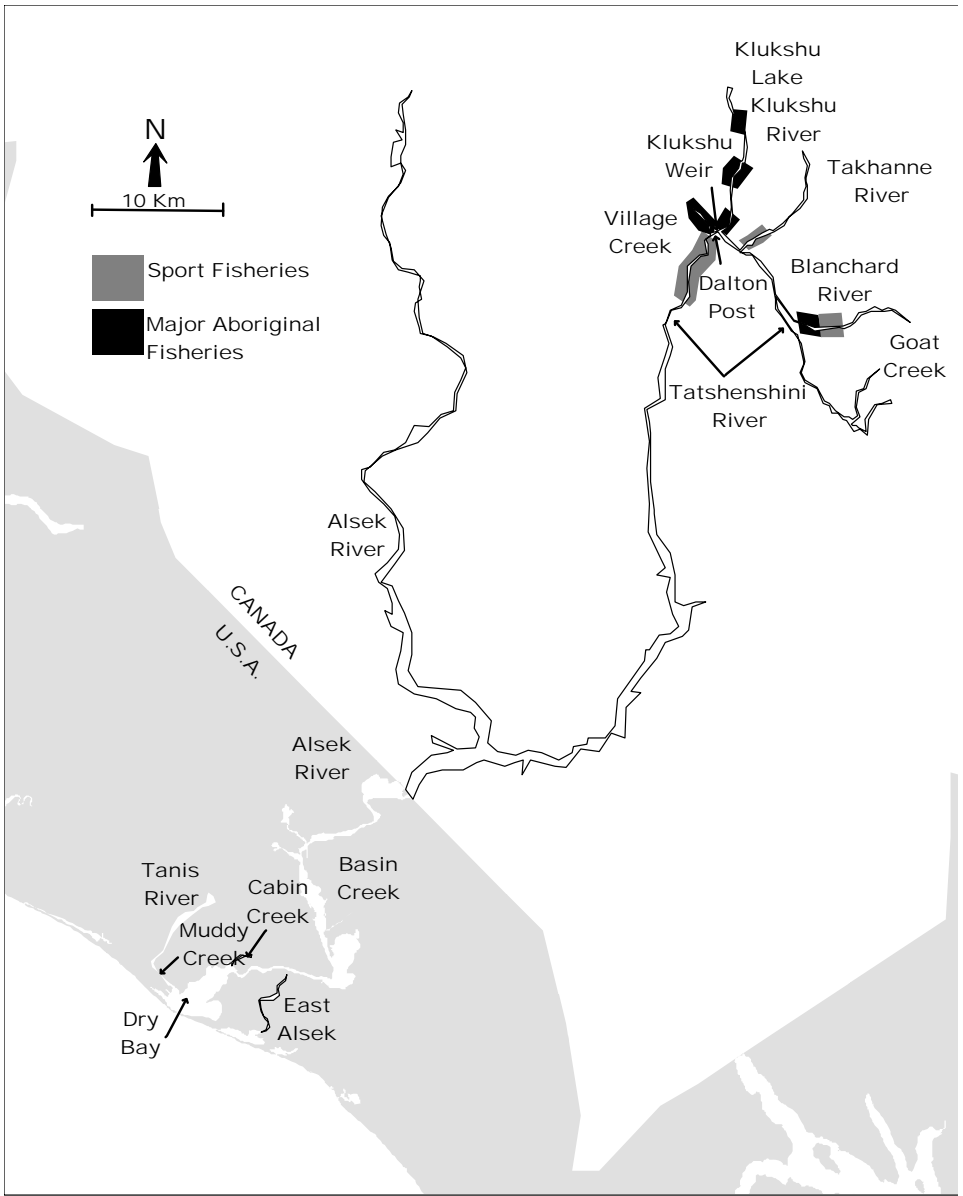 Klukshu
Lake
Klukshu
River
N
Klukshu
Weir
Takhanne
River
10 Km
Village
Creek
Sport Fisheries
Blanchard
River
Dalton
Post
Major Aboriginal
Fisheries
Goat
Creek
Tatshenshini
River
Alsek
River
CANADA
U.S.A.
Alsek
River
Tanis
River
Basin
Creek
Cabin
Creek
Muddy
Creek
East
Alsek
Dry
Bay